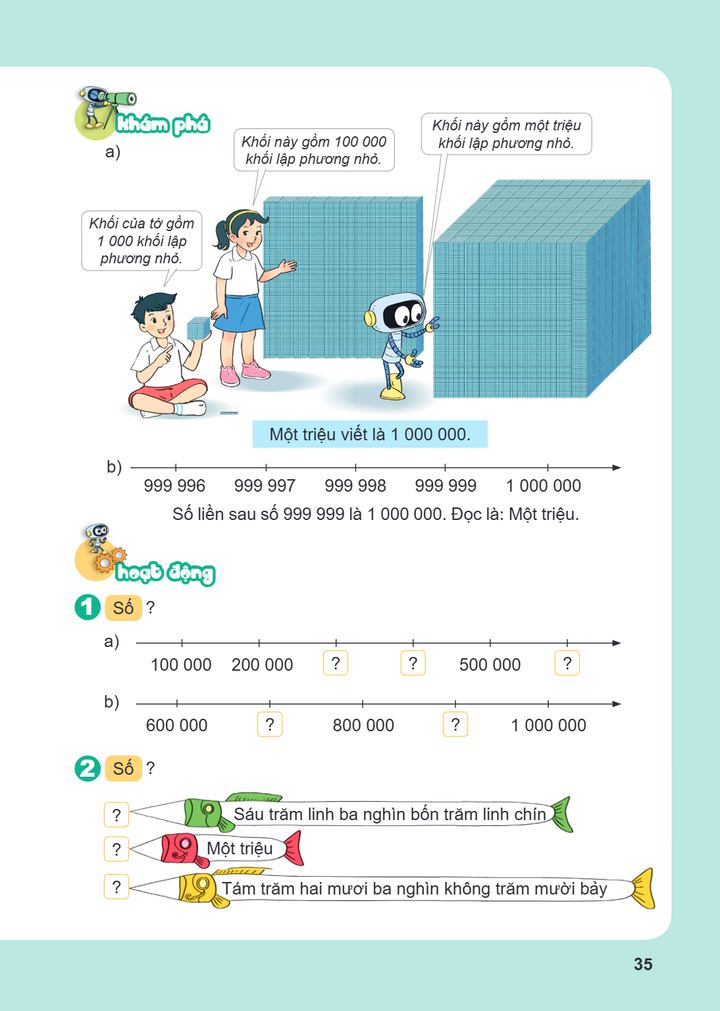 khám phá
a)
Khối này gồm một triệu
khối lập phương nhỏ.
Khối này gồm 100 000
khối lập phương nhỏ.
Khối của tớ gồm
1 000 khối lập
phương nhỏ.
Một triệu viết là 1 000 000.
b)
999 996 999 997 999 998 999 999 1 000 000
Số liền sau số 999 999 là 1 000 000. Đọc là: Một triệu.
hoạt động
1 Số ?
a)
100 000 200 000 ? ? 500 000 ?
b)
600 000 ? 800 000 ? 1 000 000
2 Số ?
? Sáu trăm linh ba nghìn bốn trăm linh chín
? Một triệu
? Tám trăm hai mươi ba nghìn không trăm mười bảy
35